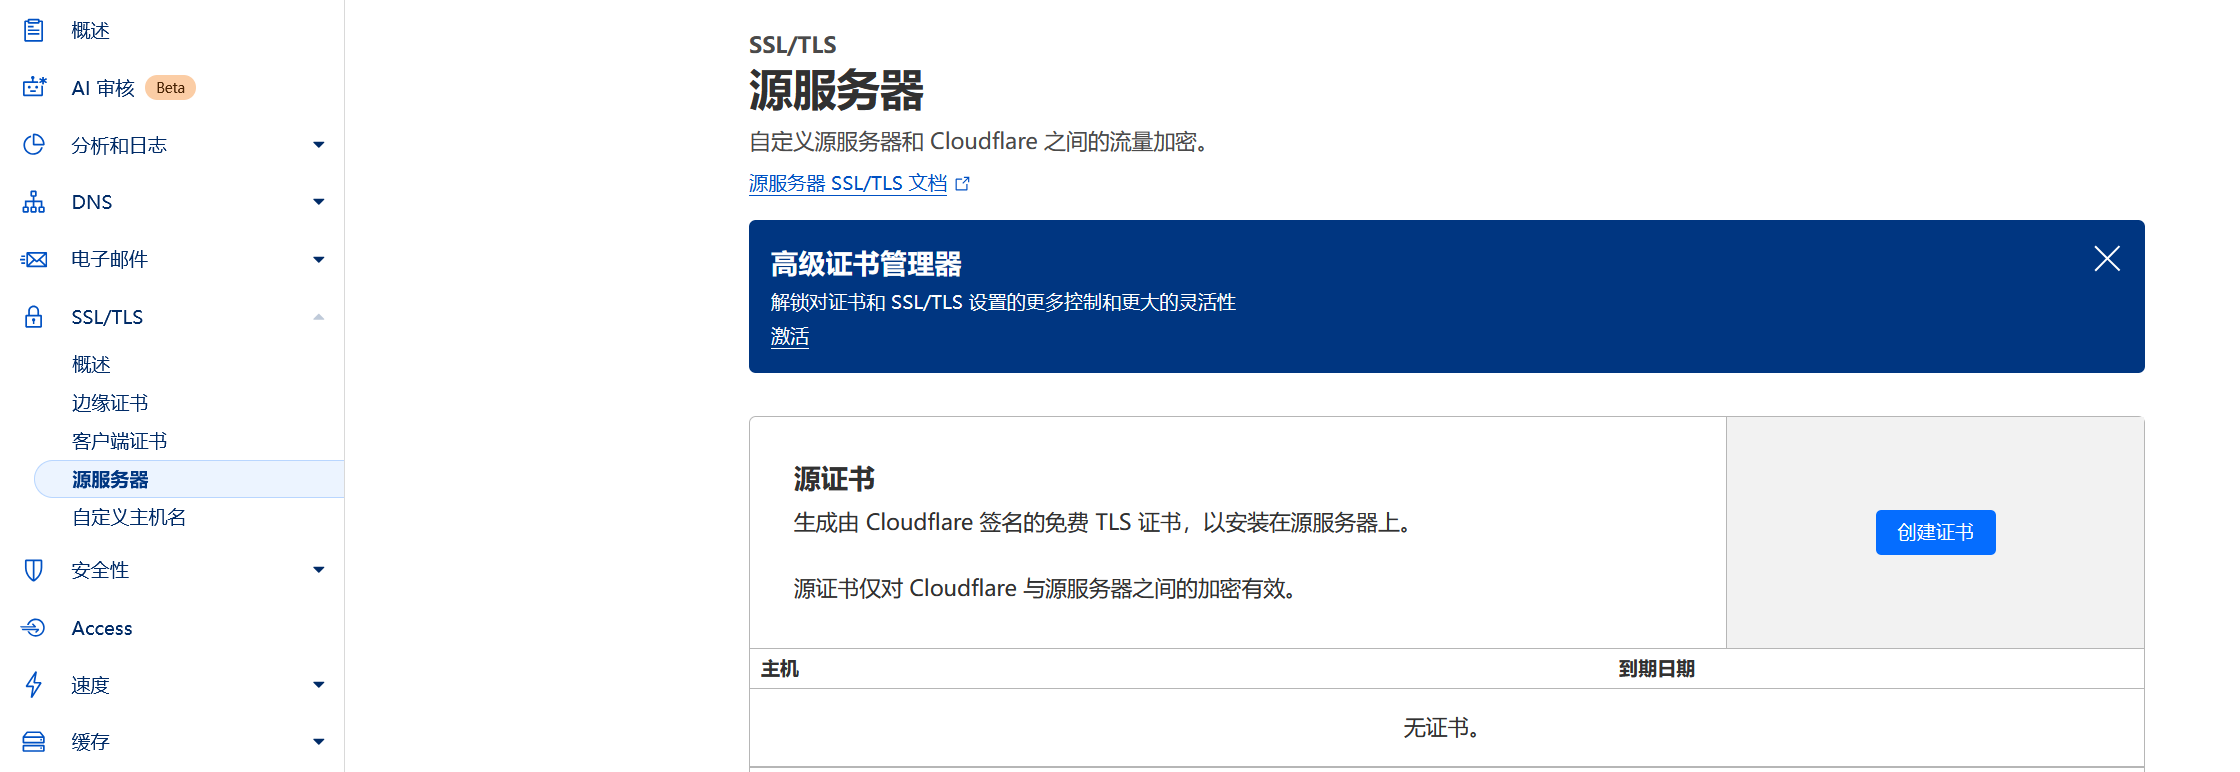 概述
AI 审核 Beta
分析和日志
DNS
电子邮件
SSL/TLS
概述
边缘证书
客户端证书
源服务器
自定义主机名
安全性
Access
速度
缓存
SSL/TLS
源服务器
自定义源服务器和 Cloudflare 之间的流量加密。
源服务器 SSL/TLS 文档
高级证书管理器
解锁对证书和 SSL/TLS 设置的更多控制和更大的灵活性
激活
源证书
生成由 Cloudflare 签名的免费 TLS 证书，以安装在源服务器上。
源证书仅对 Cloudflare 与源服务器之间的加密有效。
创建证书
主机 到期日期
无证书。